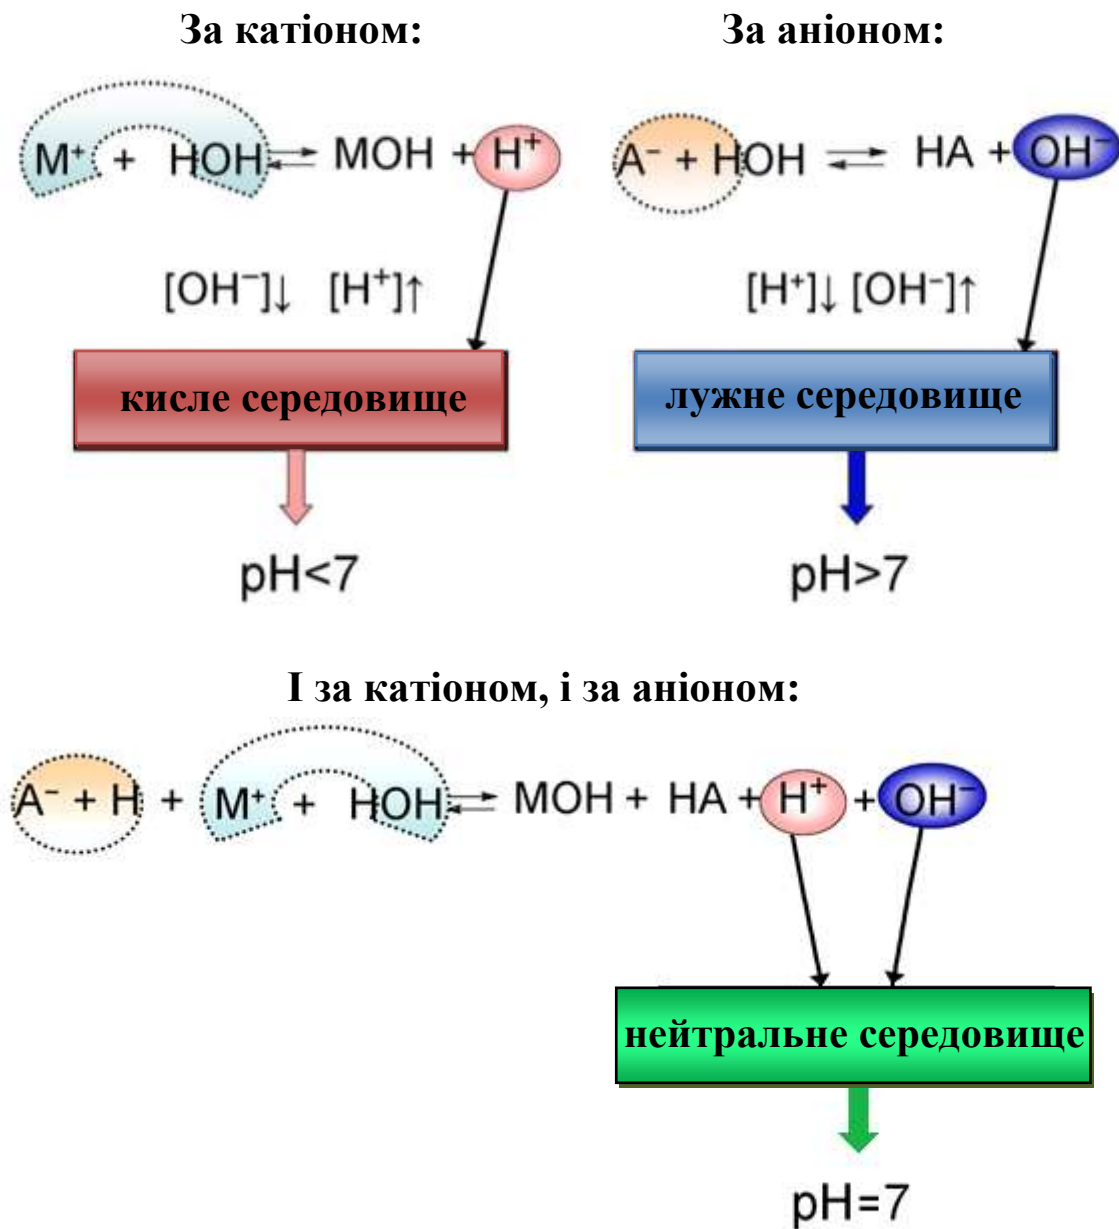 За катіоном:
M⁺ + HOH ⇌ MOH + H⁺
[OH⁻]↓ [H⁺]↑
кисле середовище
pH<7
За аніоном:
A⁻ + HOH ⇌ HA + OH⁻
[H⁺]↓ [OH⁻]↑
лужне середовище
pH>7
І за катіоном, і за аніоном:
A⁻ + H + M⁺ + HOH ⇌ MOH + HA + H⁺ + OH⁻
нейтральне середовище
pH=7